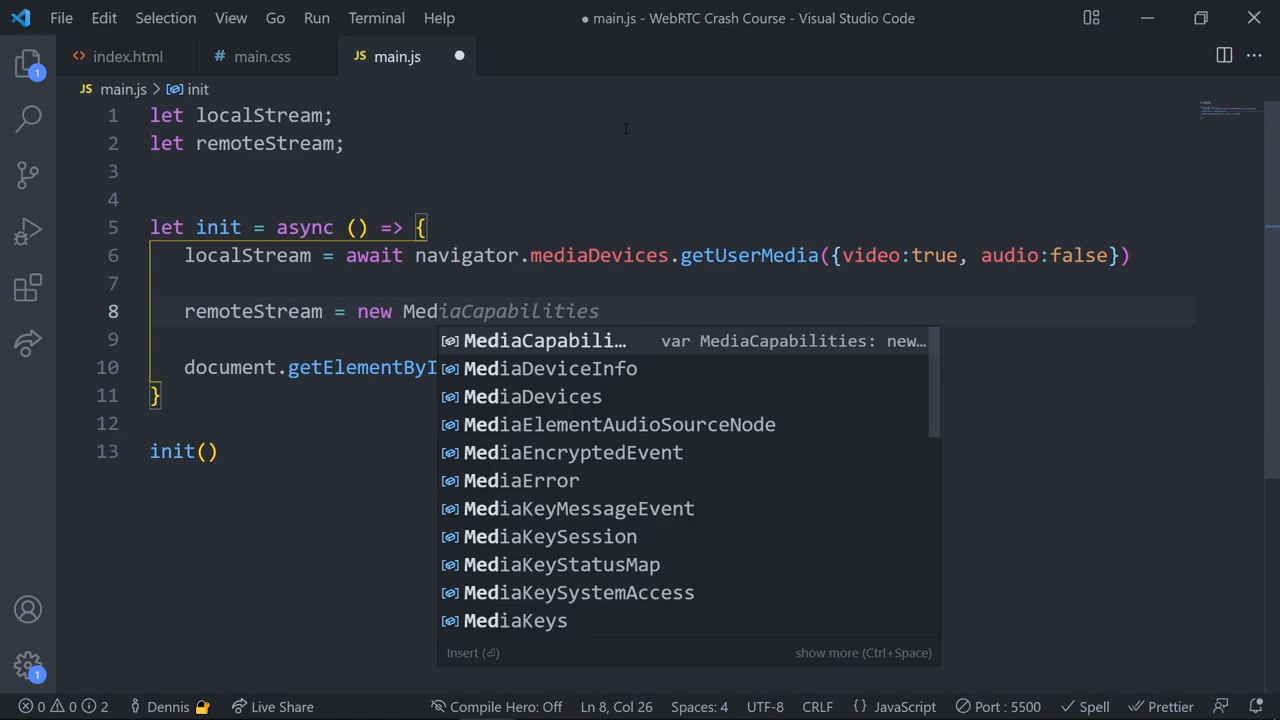 File Edit Selection View Go Run Terminal Help ● main.js - WebRTC Crash Course - Visual Studio Code
<> index.html # main.css JS main.js ●
1 JS main.js > init
1 let localStream;
2 let remoteStream;
3
4
5 let init = async () => {
6 localStream = await navigator.mediaDevices.getUserMedia({video:true, audio:false})
7
8 remoteStream = new MediaCapabilities
9 MediaCapabili… var MediaCapabilities: new…
10 document.getElementByI MediaDeviceInfo
11 } MediaDevices
12 MediaElementAudioSourceNode
13 init() MediaEncryptedEvent
MediaError
MediaKeyMessageEvent
MediaKeySession
MediaKeyStatusMap
MediaKeySystemAccess
MediaKeys
Insert (⏎) show more (Ctrl+Space)
1
0 0 2 Dennis 🔒 Live Share Compile Hero: Off Ln 8, Col 26 Spaces: 4 UTF-8 CRLF {} JavaScript Port : 5500 Spell Prettier